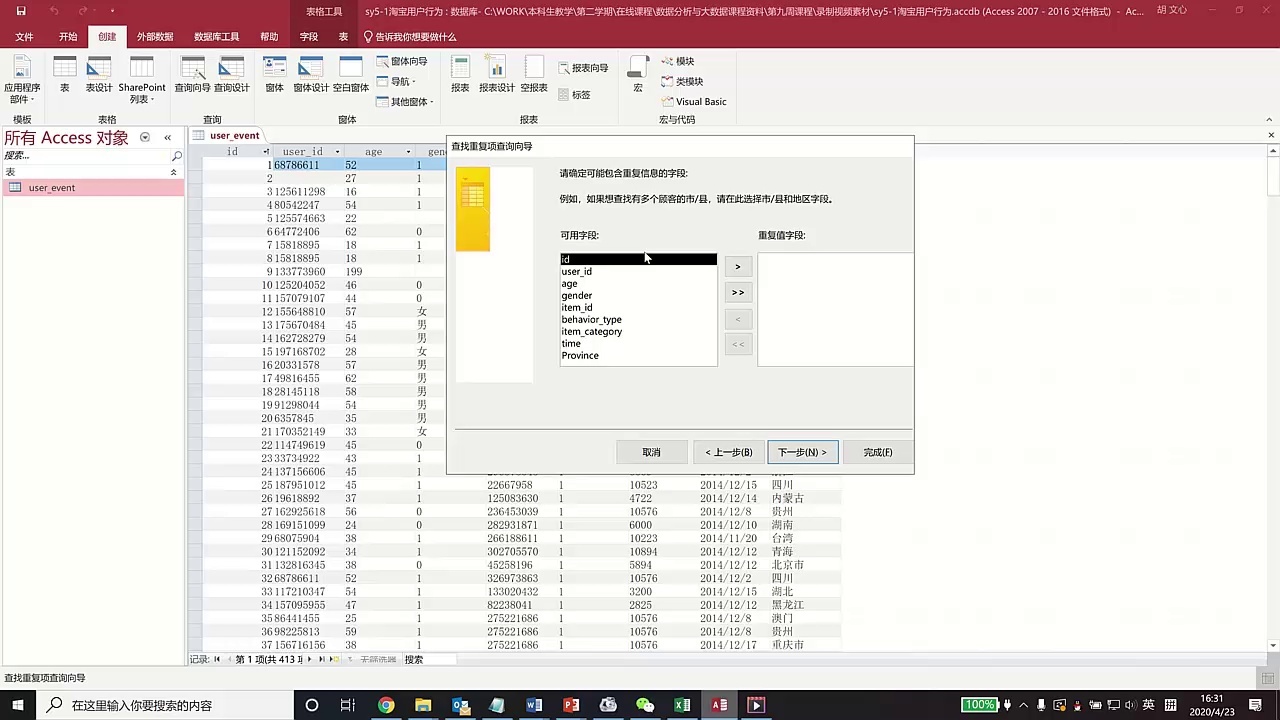 表格工具
sy5-1淘宝用户行为 : 数据库- C:\WORK\本科生教学\第二学期\在线课程\数据分析与大数据课程资料\第九周课程\录制视频素材\sy5-1淘宝用户行为.accdb (Access 2007 - 2016 文件格式) - Ac...
胡 文心
文件 开始 创建 外部数据 数据库工具 帮助 字段 表 告诉我你想要做什么
应用程序部件 表 表设计 SharePoint 列表 查询向导 查询设计 窗体 窗体设计 空白窗体 窗体向导 导航 其他窗体 报表 报表设计 空报表 报表向导 标签 宏 模块 类模块 Visual Basic
模板 表格 查询 窗体 报表 宏与代码
所有 Access 对象 «
搜索...
表
user_event
user_event
id user_id age gen
1 68786611 52 1
2 27 1
3 125611298 16 1
4 80542247 54 1
5 125574663 22
6 64772406 62 0
7 15818895 18 1
8 15818895 18 1
9 133773960 199
10 125204052 46 0
11 157079107 44 0
12 155648810 57 女
13 175670484 45 男
14 162728279 54 男
15 197168702 28 女
16 20331578 57 男
17 49816455 62 男
18 28145118 58 男
19 91298044 54 男
20 6357845 35 男
21 170352149 33 女
22 114749619 45 0
23 33734922 43 1
24 137156606 45 1
25 187951012 45 1 22667958 1 10523 2014/12/15 四川
26 19618892 37 1 125083630 1 4722 2014/12/14 内蒙古
27 162925618 56 0 236453039 1 10576 2014/12/8 贵州
28 169151099 24 0 282931871 1 6000 2014/12/10 湖南
29 68075904 38 1 266188611 1 10223 2014/11/20 台湾
30 121152092 34 1 302705570 1 10894 2014/12/12 青海
31 132816345 38 0 45258196 1 5894 2014/12/12 北京市
32 68786611 52 1 326973863 1 10576 2014/12/2 四川
33 117210347 54 1 133020432 1 3200 2014/12/15 湖北
34 157095955 47 1 82238041 1 2825 2014/12/12 黑龙江
35 86441455 25 1 275221686 1 10576 2014/12/8 澳门
36 98225813 59 1 275221686 1 10576 2014/12/8 贵州
37 156716156 38 1 275221686 1 10576 2014/12/17 重庆市
查找重复项查询向导
请确定可能包含重复信息的字段:
例如，如果想查找有多个顾客的市/县，请在此选择市/县和地区字段。
可用字段: 重复值字段:
id
user_id
age
gender
item_id
behavior_type
item_category
time
Province
>
>>
<
<<
取消 < 上一步(B) 下一步(N) > 完成(F)
记录: 第 1 项(共 413 项 无筛选器 搜索
查找重复项查询向导
在这里输入你要搜索的内容
100% 英 16:31
2020/4/23